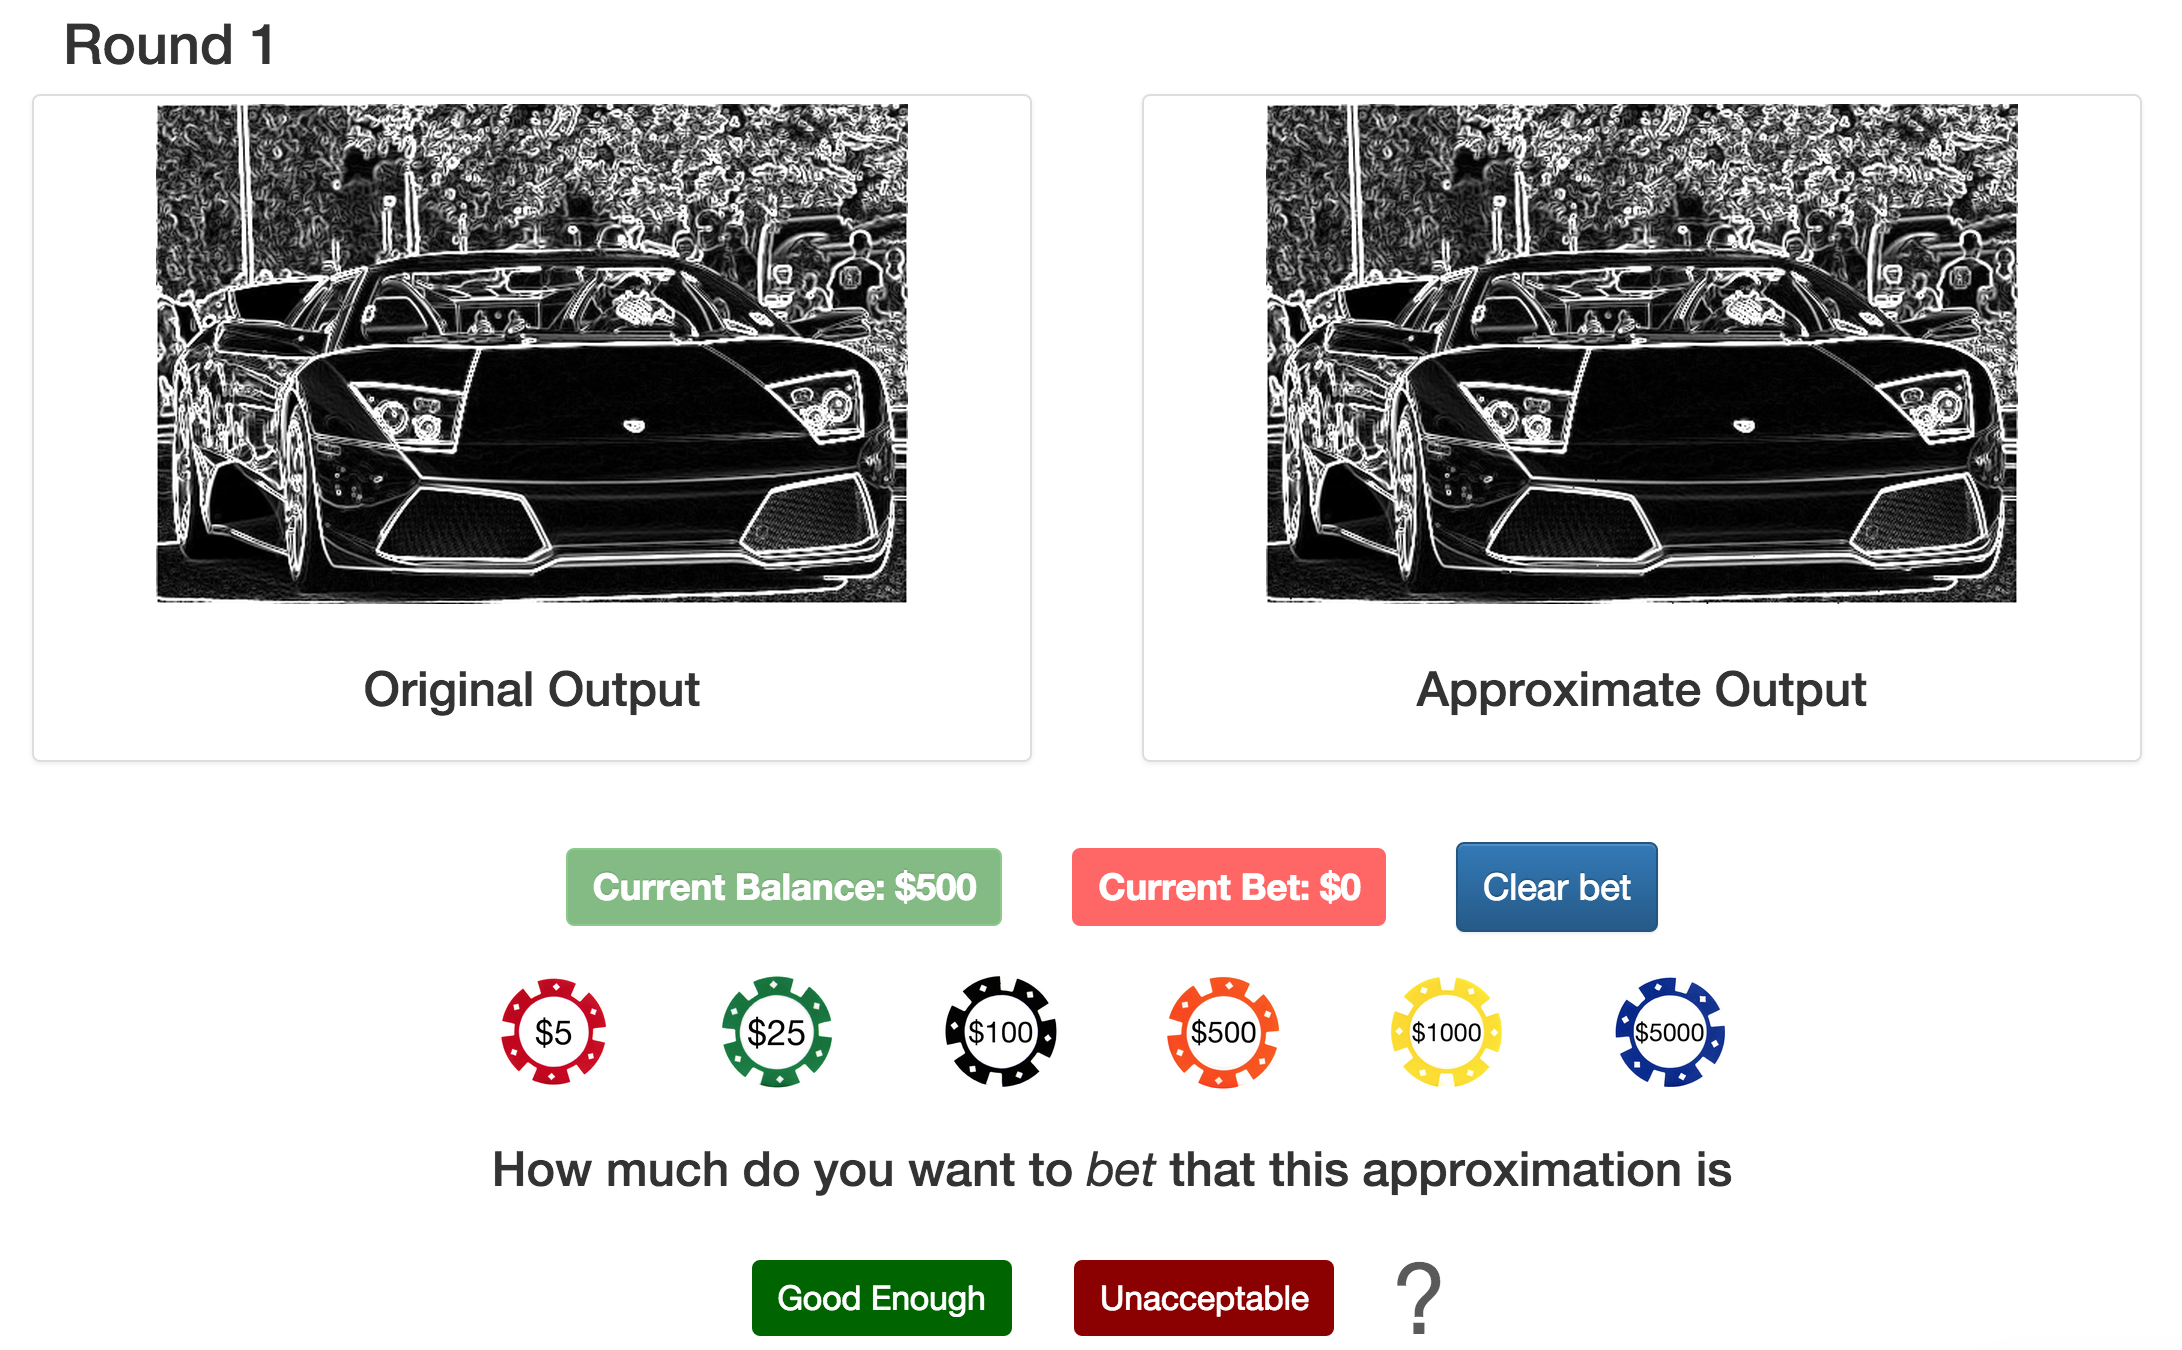 Round 1
Original Output
Approximate Output
Current Balance: $500
Current Bet: $0
Clear bet
$5
$25
$100
$500
$1000
$5000
How much do you want to bet that this approximation is
Good Enough
Unacceptable
?